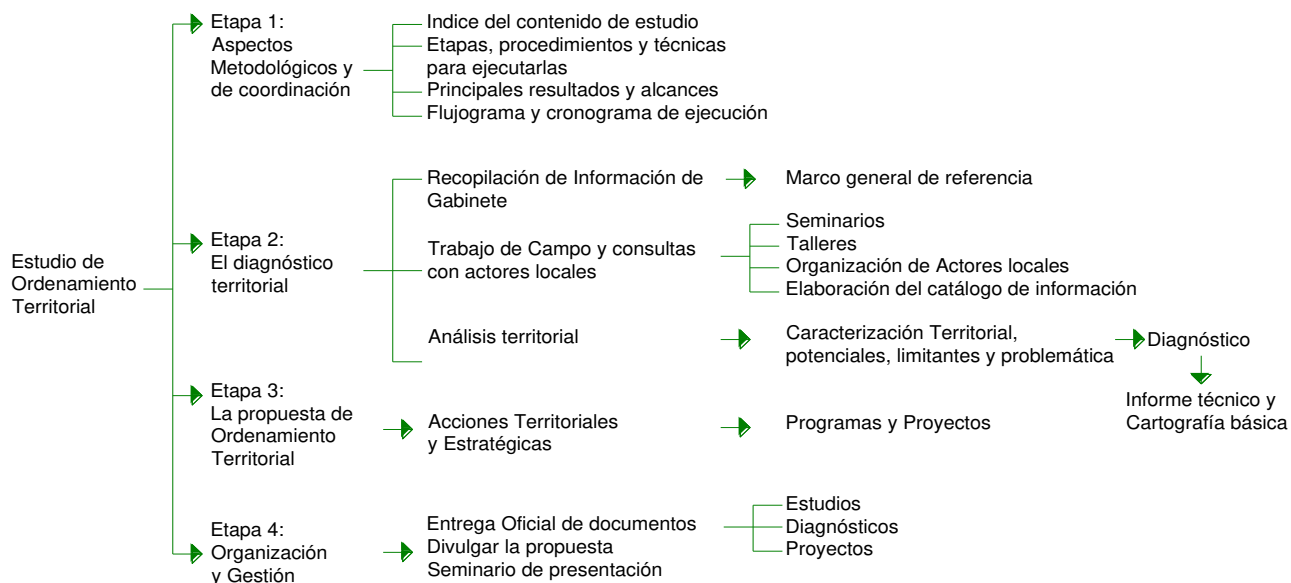 Estudio de
Ordenamiento
Territorial
Etapa 1:
Aspectos
Metodológicos y
de coordinación
Indice del contenido de estudio
Etapas, procedimientos y técnicas
para ejecutarlas
Principales resultados y alcances
Flujograma y cronograma de ejecución
Etapa 2:
El diagnóstico
territorial
Recopilación de Información de
Gabinete
Marco general de referencia
Trabajo de Campo y consultas
con actores locales
Seminarios
Talleres
Organización de Actores locales
Elaboración del catálogo de información
Análisis territorial
Caracterización Territorial,
potenciales, limitantes y problemática
Diagnóstico
Informe técnico y
Cartografía básica
Etapa 3:
La propuesta de
Ordenamiento
Territorial
Acciones Territoriales
y Estratégicas
Programas y Proyectos
Etapa 4:
Organización
y Gestión
Entrega Oficial de documentos
Divulgar la propuesta
Seminario de presentación
Estudios
Diagnósticos
Proyectos